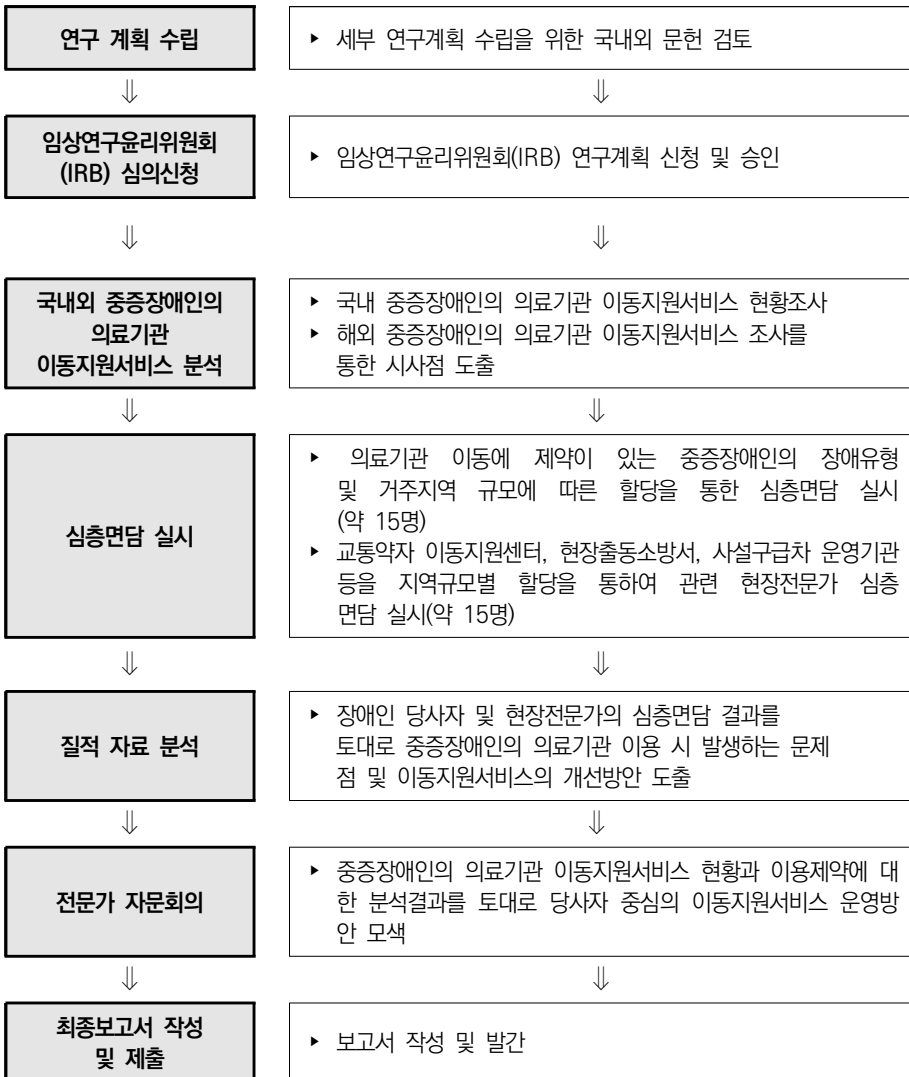 연구 계획 수립
▸ 세부 연구계획 수립을 위한 국내외 문헌 검토
⇓ ⇓
임상연구윤리위원회
(IRB) 심의신청
▸ 임상연구윤리위원회(IRB) 연구계획 신청 및 승인
⇓ ⇓
국내외 중증장애인의
의료기관
이동지원서비스 분석
▸ 국내 중증장애인의 의료기관 이동지원서비스 현황조사
▸ 해외 중증장애인의 의료기관 이동지원서비스 조사를
통한 시사점 도출
⇓ ⇓
심층면담 실시
▸ 의료기관 이동에 제약이 있는 중증장애인의 장애유형
및 거주지역 규모에 따른 할당을 통한 심층면담 실시
(약 15명)
▸ 교통약자 이동지원센터, 현장출동소방서, 사설구급차 운영기관
등을 지역규모별 할당을 통하여 관련 현장전문가 심층
면담 실시(약 15명)
⇓ ⇓
질적 자료 분석
▸ 장애인 당사자 및 현장전문가의 심층면담 결과를
토대로 중증장애인의 의료기관 이용 시 발생하는 문제
점 및 이동지원서비스의 개선방안 도출
⇓ ⇓
전문가 자문회의
▸ 중증장애인의 의료기관 이동지원서비스 현황과 이용제약에 대
한 분석결과를 토대로 당사자 중심의 이동지원서비스 운영방
안 모색
⇓ ⇓
최종보고서 작성
및 제출
▸ 보고서 작성 및 발간